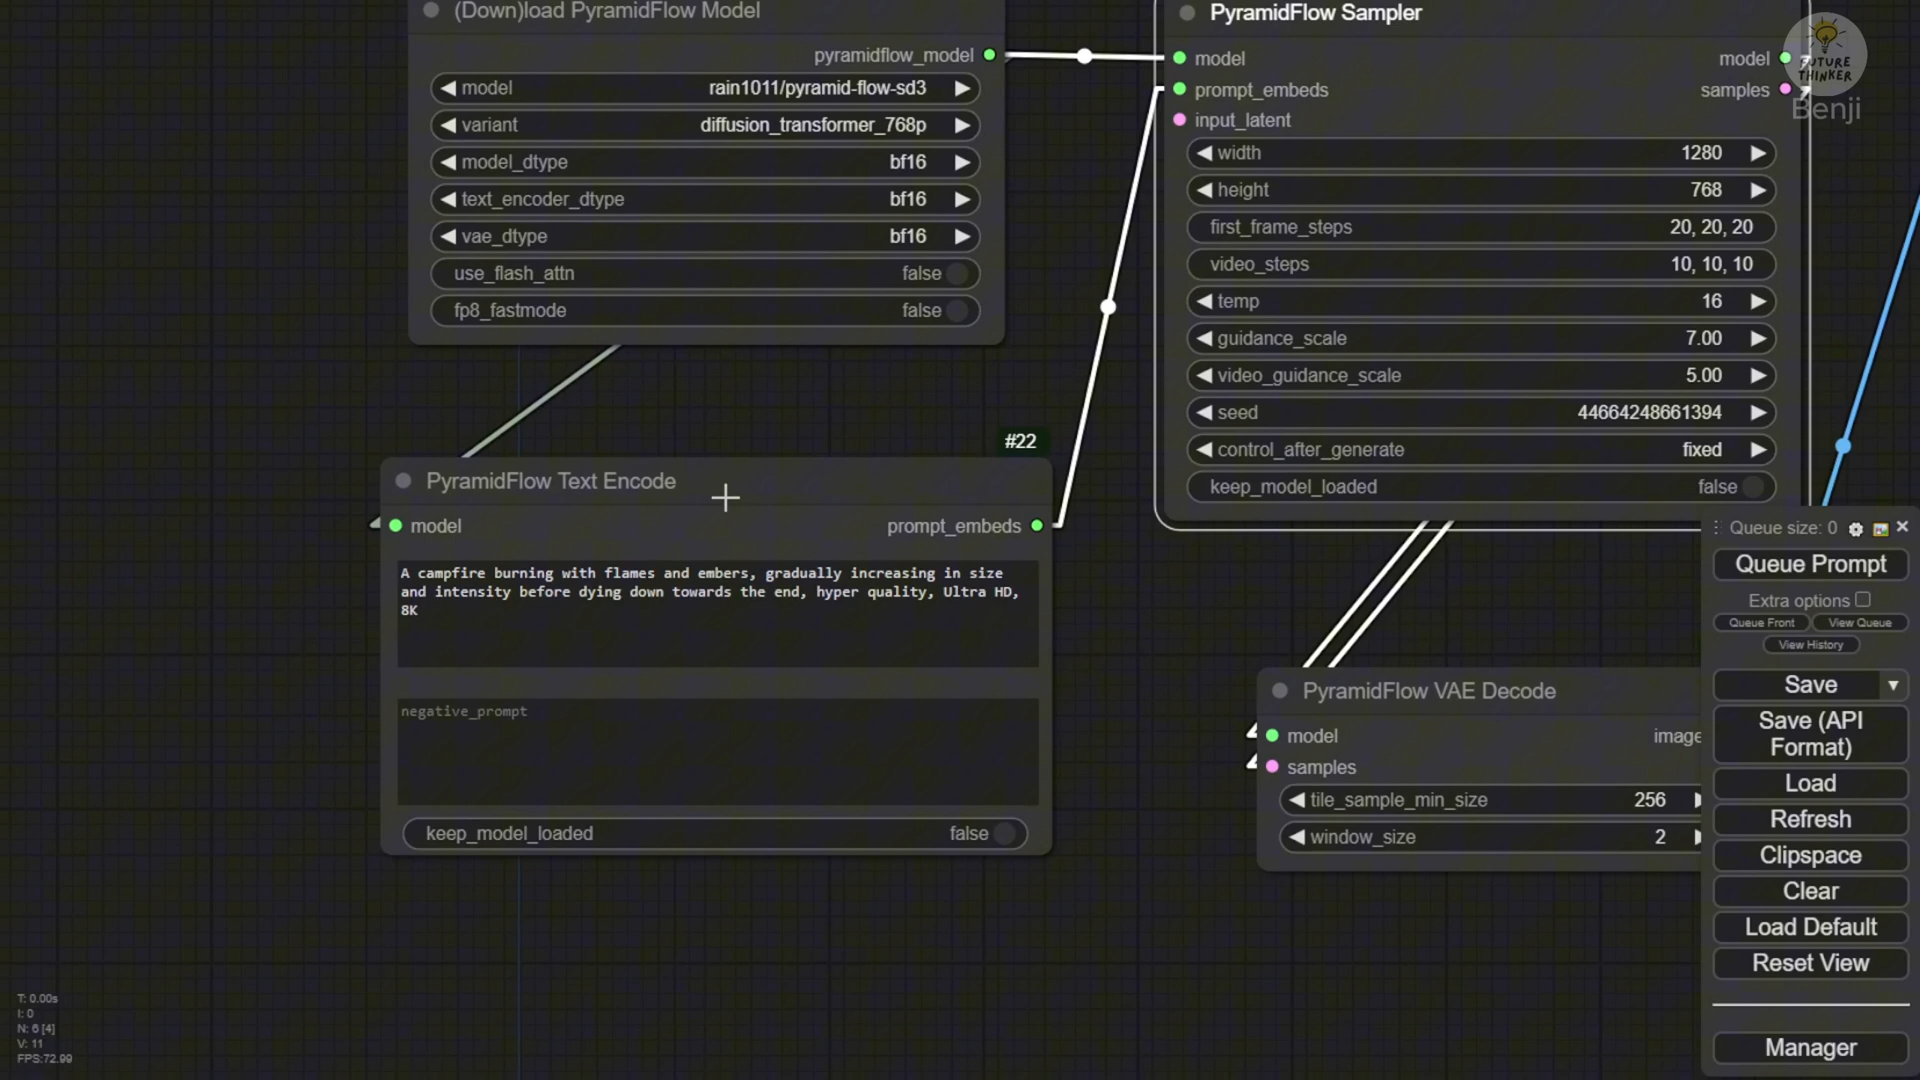 (Down)load PyramidFlow Model
pyramidflow_model
model rain1011/pyramid-flow-sd3
variant diffusion_transformer_768p
model_dtype bf16
text_encoder_dtype bf16
vae_dtype bf16
use_flash_attn false
fp8_fastmode false
PyramidFlow Sampler
model model
prompt_embeds samples
input_latent
width 1280
height 768
first_frame_steps 20, 20, 20
video_steps 10, 10, 10
temp 16
guidance_scale 7.00
video_guidance_scale 5.00
seed 44664248661394
control_after_generate fixed
keep_model_loaded false
FUTURE
THINKER
Benji
#22
PyramidFlow Text Encode
model prompt_embeds
A campfire burning with flames and embers, gradually increasing in size
and intensity before dying down towards the end, hyper quality, Ultra HD,
8K
negative_prompt
keep_model_loaded false
PyramidFlow VAE Decode
model image
samples
tile_sample_min_size 256
window_size 2
Queue size: 0
Queue Prompt
Extra options
Queue Front View Queue
View History
Save
Save (API
Format)
Load
Refresh
Clipspace
Clear
Load Default
Reset View
Manager
T: 0.00s
I: 0
N: 6 [4]
V: 11
FPS:72.99